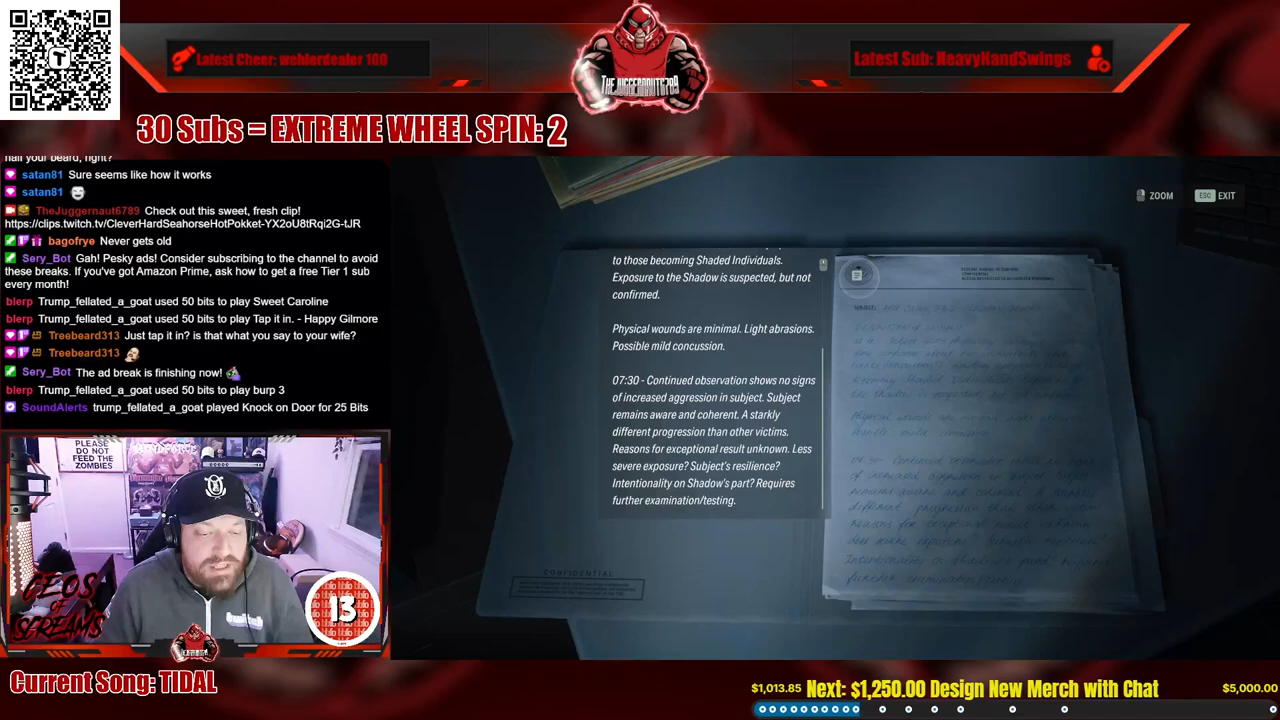 Latest Cheer: wehlerdealer 100
THEJUGGERNAUT6789
Latest Sub: HeavyHandSwings
30 Subs = EXTREME WHEEL SPIN: 2
hail your beard, right?
satan81 Sure seems like how it works
satan81
TheJuggernaut6789 Check out this sweet, fresh clip!
https://clips.twitch.tv/CleverHardSeahorseHotPokket-YX2oU8tRqi2G-tJR
bagofrye Never gets old
Sery_Bot Gah! Pesky ads! Consider subscribing to the channel to avoid
these breaks. If you've got Amazon Prime, ask how to get a free Tier 1 sub
every month!
blerp Trump_fellated_a_goat used 50 bits to play Sweet Caroline
blerp Trump_fellated_a_goat used 50 bits to play Tap it in. - Happy Gilmore
Treebeard313 Just tap it in? is that what you say to your wife?
Treebeard313
Sery_Bot The ad break is finishing now!
blerp Trump_fellated_a_goat used 50 bits to play burp 3
SoundAlerts trump_fellated_a_goat played Knock on Door for 25 Bits
ZOOM
ESC EXIT
to those becoming Shaded Individuals.
Exposure to the Shadow is suspected, but not
confirmed.
Physical wounds are minimal. Light abrasions.
Possible mild concussion.
07:30 - Continued observation shows no signs
of increased aggression in subject. Subject
remains aware and coherent. A starkly
different progression than other victims.
Reasons for exceptional result unknown. Less
severe exposure? Subject's resilience?
Intentionality on Shadow's part? Requires
further examination/testing.
CONFIDENTIAL
PLEASE
DO NOT
FEED THE
ZOMBIES
GEOS
OF
SCREAMS
13
Current Song: TIDAL
$1,013.85
Next: $1,250.00 Design New Merch with Chat
$5,000.00